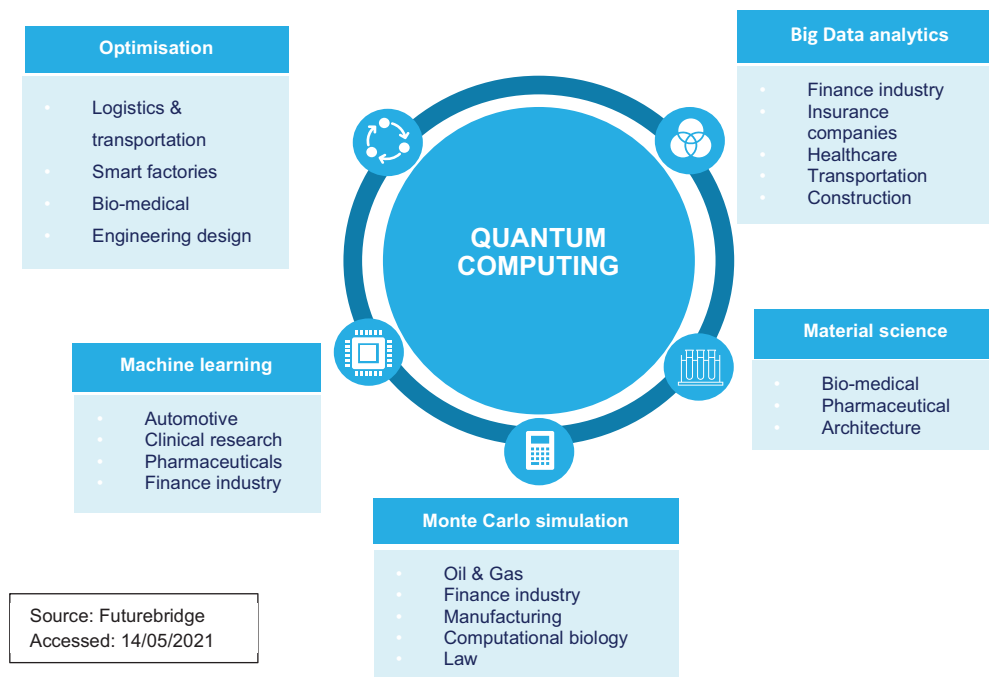 Optimisation
Logistics &
transportation
Smart factories
Bio-medical
Engineering design
Big Data analytics
Finance industry
Insurance
companies
Healthcare
Transportation
Construction
QUANTUM
COMPUTING
Machine learning
Automotive
Clinical research
Pharmaceuticals
Finance industry
Material science
Bio-medical
Pharmaceutical
Architecture
Monte Carlo simulation
Oil & Gas
Finance industry
Manufacturing
Computational biology
Law
Source: Futurebridge
Accessed: 14/05/2021